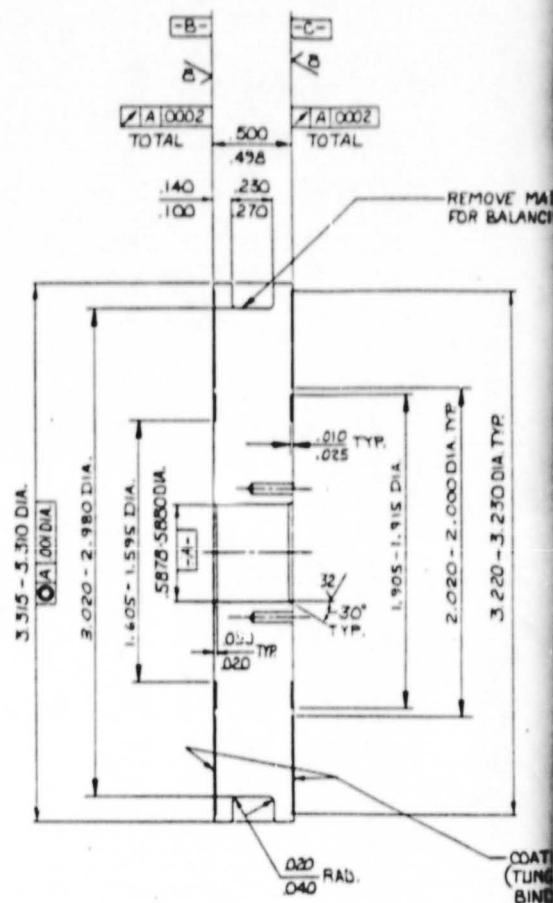 -B-
-C-
8
8
A .0002
TOTAL
A .0002
TOTAL
.500
.498
.140
.100
.230
.270
REMOVE MA
FOR BALANCI
3.315-3.310 DIA.
A .001 DIA
3.020-2.980 DIA.
1.605-1.595 DIA.
.5878-.5880 DIA.
-A-
.010
.025
TYP.
32
30°
TYP.
.020
TYP.
1.905-1.915 DIA.
2.020-2.000 DIA. TYP.
3.220-3.230 DIA. TYP.
.020
.040
RAD.
COATI
(TUNG
BIND